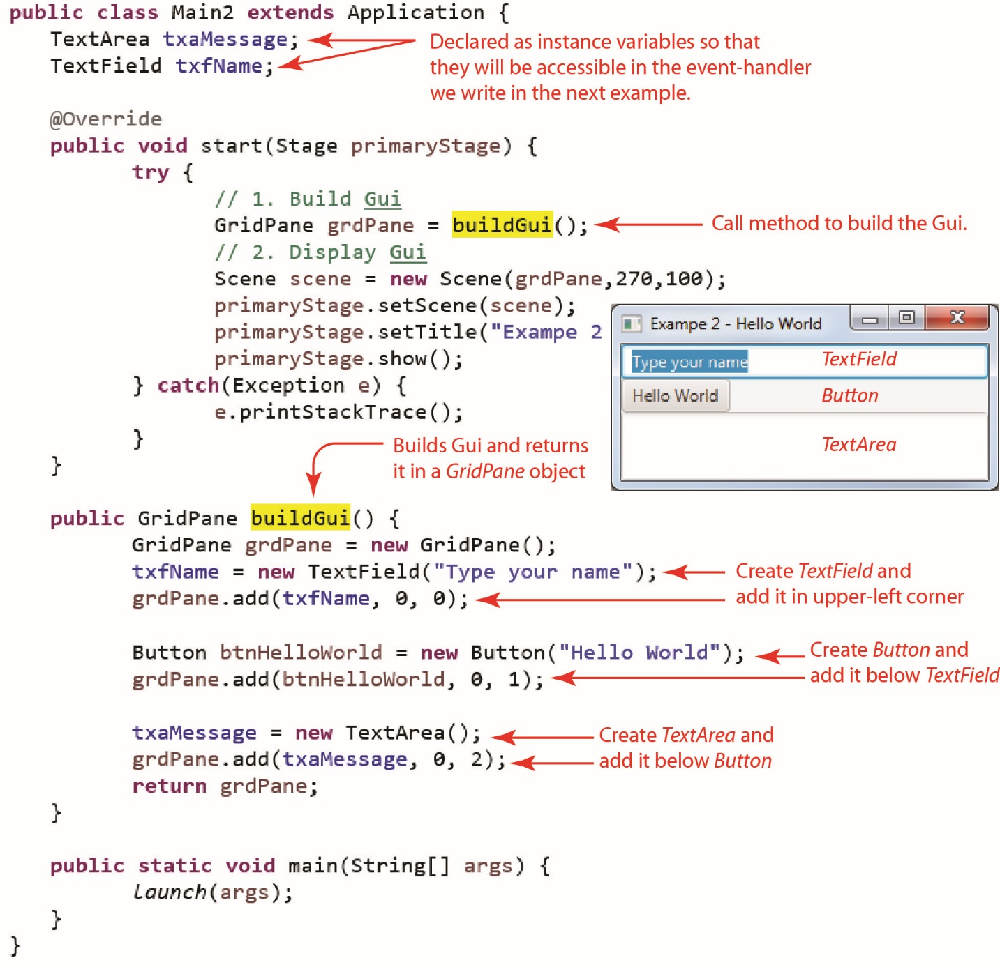 public class Main2 extends Application {
TextArea txaMessage;
TextField txfName;
Declared as instance variables so that
they will be accessible in the event-handler
we write in the next example.
@Override
public void start(Stage primaryStage) {
try {
// 1. Build Gui
GridPane grdPane = buildGui();
Call method to build the Gui.
// 2. Display Gui
Scene scene = new Scene(grdPane,270,100);
primaryStage.setScene(scene);
primaryStage.setTitle("Exampe 2
primaryStage.show();
} catch(Exception e) {
e.printStackTrace();
}
}
Exampe 2 - Hello World
Type your name
TextField
Hello World
Button
TextArea
Builds Gui and returns
it in a GridPane object
public GridPane buildGui() {
GridPane grdPane = new GridPane();
txfName = new TextField("Type your name");
grdPane.add(txfName, 0, 0);
Create TextField and
add it in upper-left corner
Button btnHelloWorld = new Button("Hello World");
grdPane.add(btnHelloWorld, 0, 1);
Create Button and
add it below TextField
txaMessage = new TextArea();
grdPane.add(txaMessage, 0, 2);
Create TextArea and
add it below Button
return grdPane;
}
public static void main(String[] args) {
launch(args);
}
}